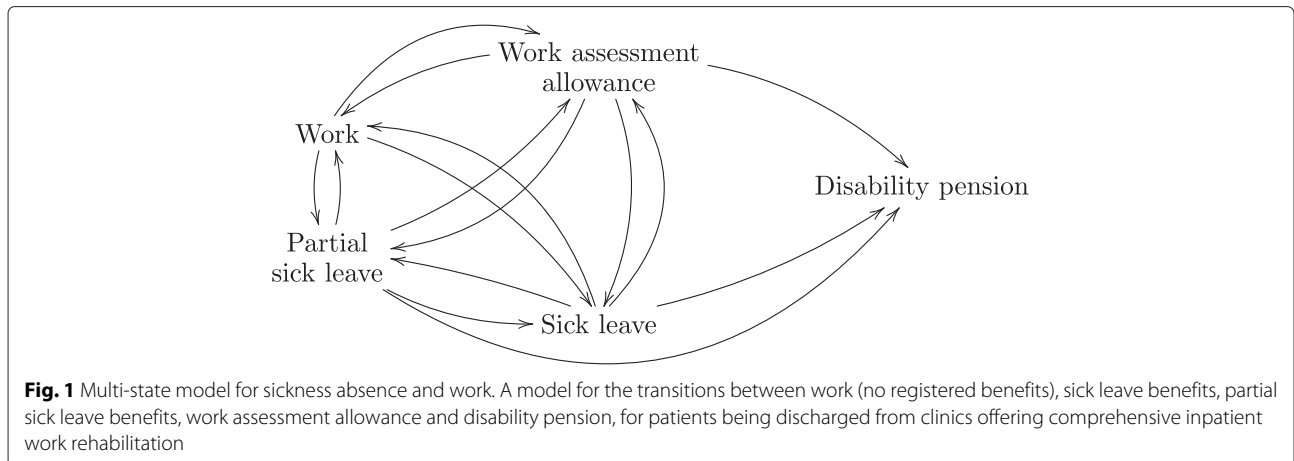 Work assessment
allowance
Work
Disability pension
Partial
sick leave
Sick leave
Fig. 1 Multi-state model for sickness absence and work. A model for the transitions between work (no registered benefits), sick leave benefits, partial
sick leave benefits, work assessment allowance and disability pension, for patients being discharged from clinics offering comprehensive inpatient
work rehabilitation